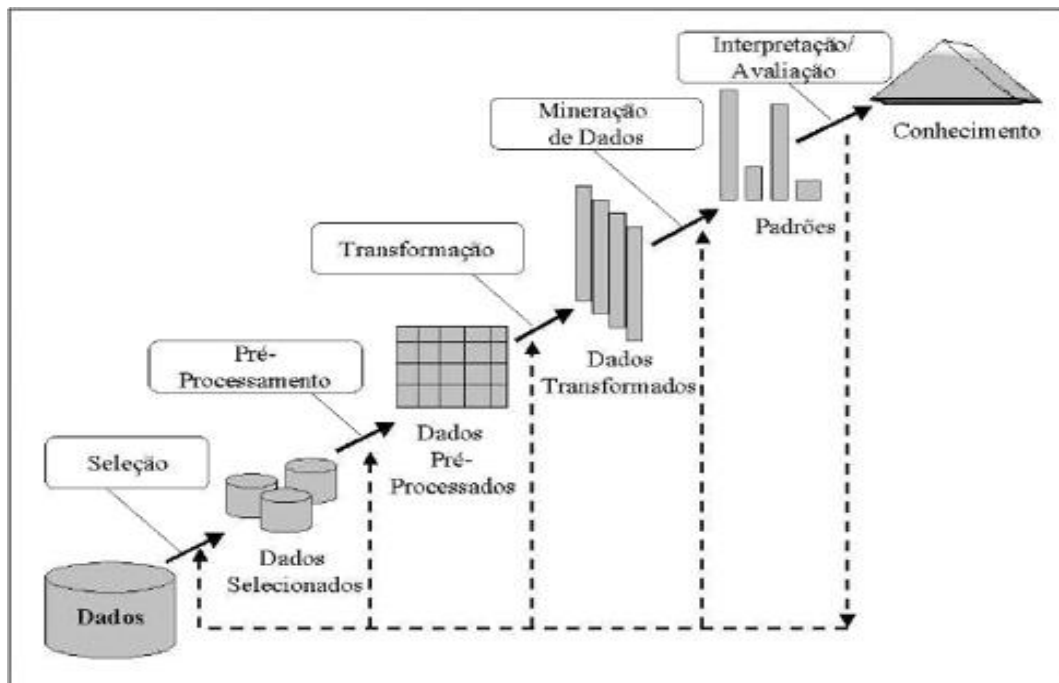 Interpretação/
Avaliação
Conhecimento
Mineração
de Dados
Padrões
Transformação
Dados
Transformados
Pré-
Processamento
Dados
Pré-
Processados
Seleção
Dados
Selecionados
Dados